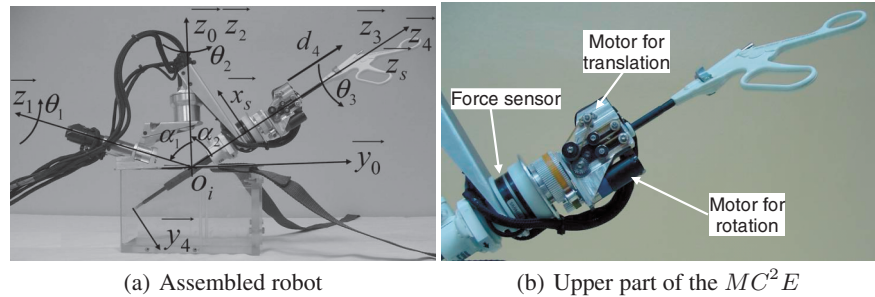 z₀ z₂
z₃
z₄
d₄
θ₂
z₁ θ₁
xₛ
zₛ
θ₃
α₁ α₂
y₀
Oᵢ
y₄
Motor for
translation
Force sensor
Motor for
rotation
(a) Assembled robot
(b) Upper part of the MC²E